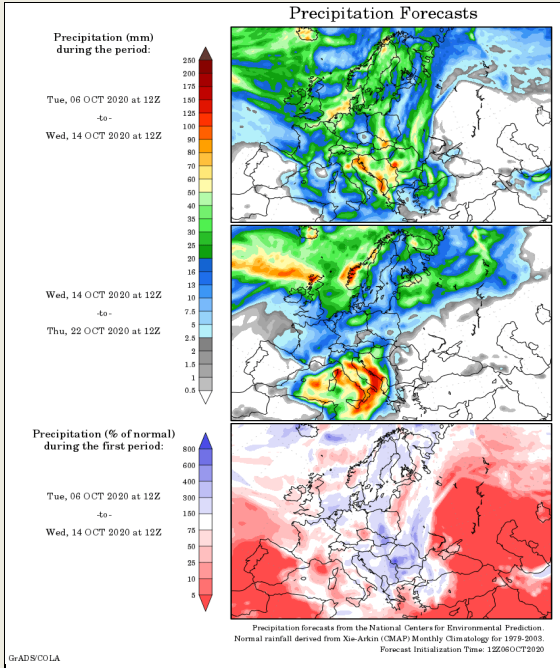 Precipitation Forecasts
Precipitation (mm)
during the period:
Tue, 06 OCT 2020 at 12Z
-to-
Wed, 14 OCT 2020 at 12Z
250
200
175
150
125
100
90
80
70
60
50
40
35
30
25
20
16
13
10
7.5
5
2.5
2
1.5
1
0.5
Wed, 14 OCT 2020 at 12Z
-to-
Thu, 22 OCT 2020 at 12Z
Precipitation (% of normal)
during the first period:
Tue, 06 OCT 2020 at 12Z
-to-
Wed, 14 OCT 2020 at 12Z
800
600
400
300
150
75
50
25
10
5
Precipitation forecasts from the National Centers for Environmental Prediction.
Normal rainfall derived from Xie-Arkin (CMAP) Monthly Climatology for 1979-2003.
Forecast Initialization Time: 12Z06OCT2020
GrADS/COLA